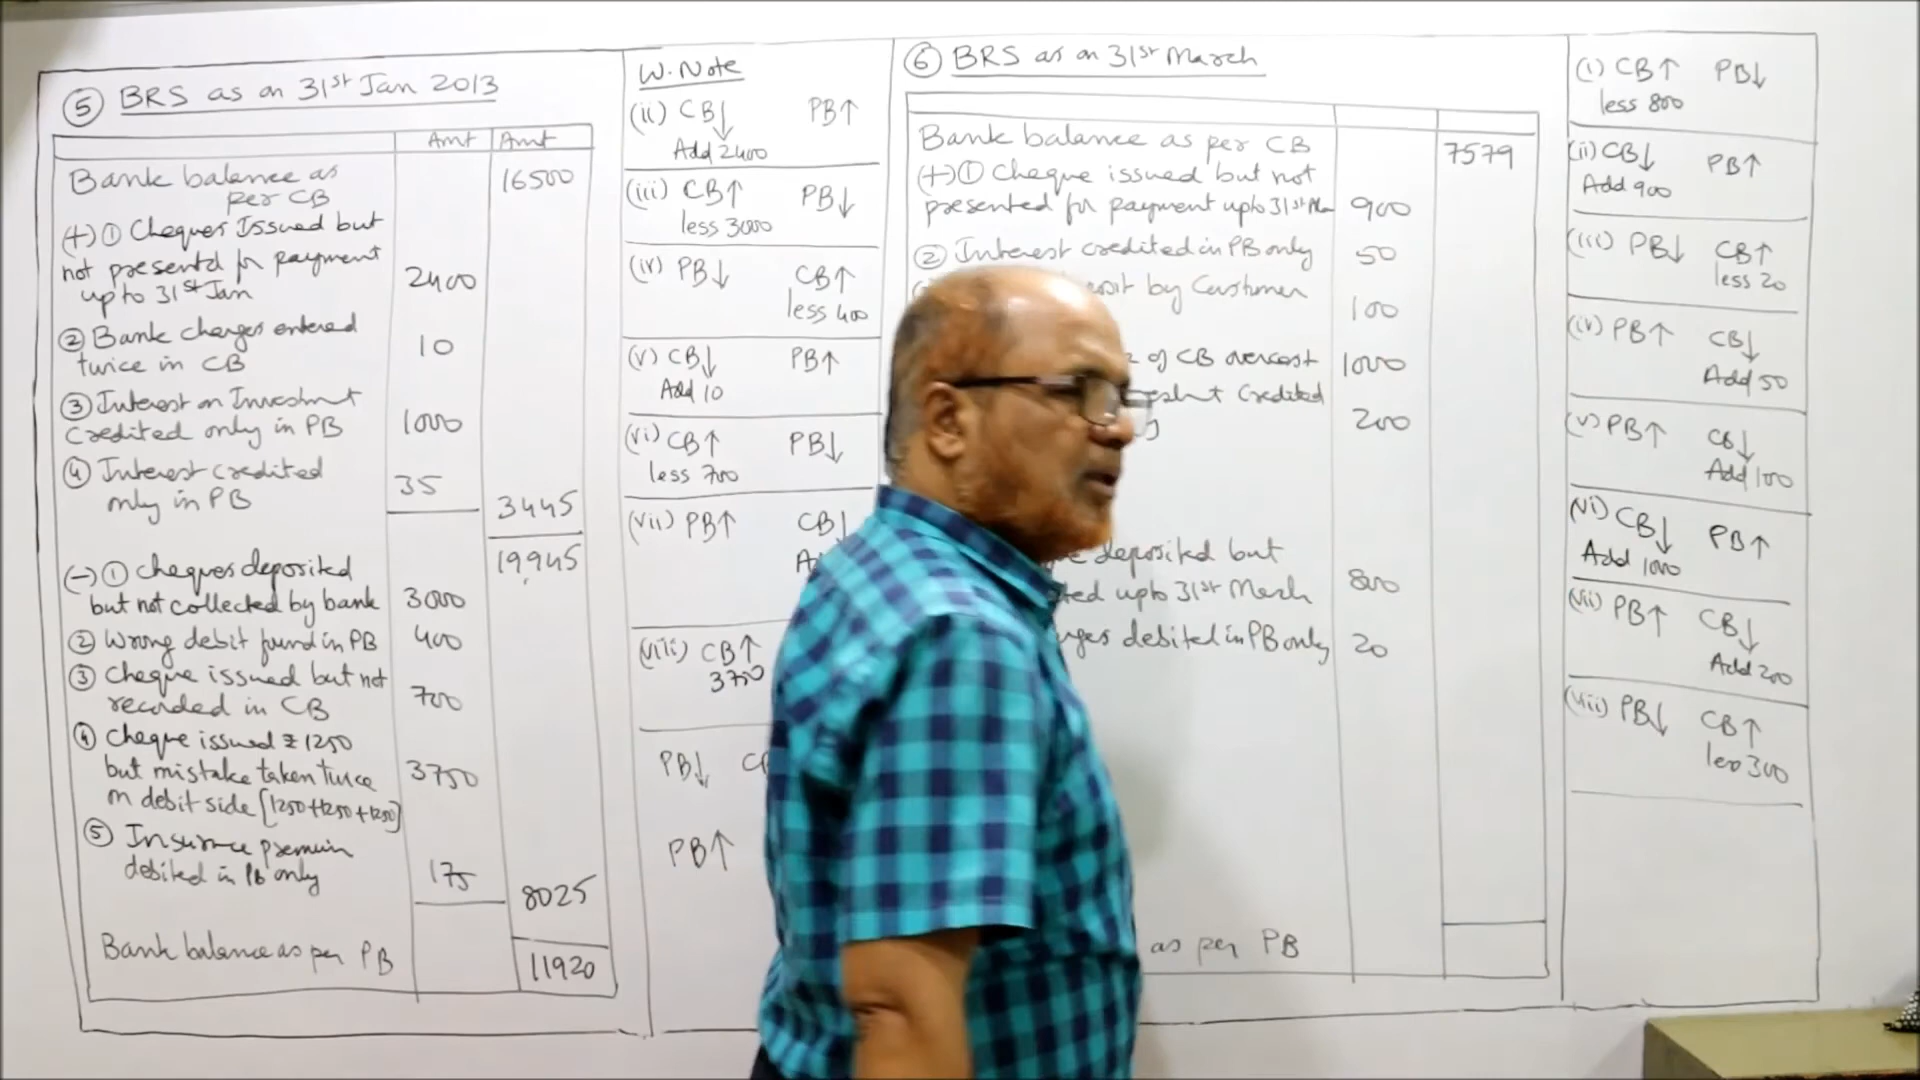 ⑤ BRS as on 31st Jan 2013
Amt Amt
Bank balance as
per CB 16500
(+) ① Cheques Issued but
not presentd for payment
upto 31st Jan 2400
② Bank charges entered
twice in CB 10
③ Interest on Investment
Credited only in PB 1000
④ Interest credited
only in PB 35 3445
19,945
(-) ① Cheques deposited
but not collected by bank 3000
② Wrong debit found in PB 400
③ Cheque issued but not
recorded in CB 700
④ Cheque issued ₹ 1250
but mistake taken twice
on debit side [1250+1250+1250] 3750
⑤ Insurance premium
debited in PB only 175 8025
Bank balance as per PB 11920
W. Note
(ii) CB↓ PB↑
Add 2400
(iii) CB↑ PB↓
less 3000
(iv) PB↓ CB↑
less 400
(v) CB↓ PB↑
Add 10
(vi) CB↑ PB↓
less 700
(vii) PB↑ CB↓
(viii) CB↑
3750
PB↓
PB↑
⑥ BRS as on 31st March
Bank balance as per CB 7579
(+) ① Cheque issued but not
presented for payment upto 31st Ma 900
② Interest credited in PB only 50
by Customer 100
of CB overcast 1000
Credited
200
deposited but
upto 31st March 800
debited in PB only 20
as per PB
(i) CB↑ PB↓
less 800
(ii) CB↓ PB↑
Add 900
(iii) PB↓ CB↑
less 20
(iv) PB↑ CB↓
Add 50
(v) PB↑ CB↓
Add 100
(vi) CB↓ PB↑
Add 1000
(vii) PB↑ CB↓
Add 200
(viii) PB↓ CB↑
less 300